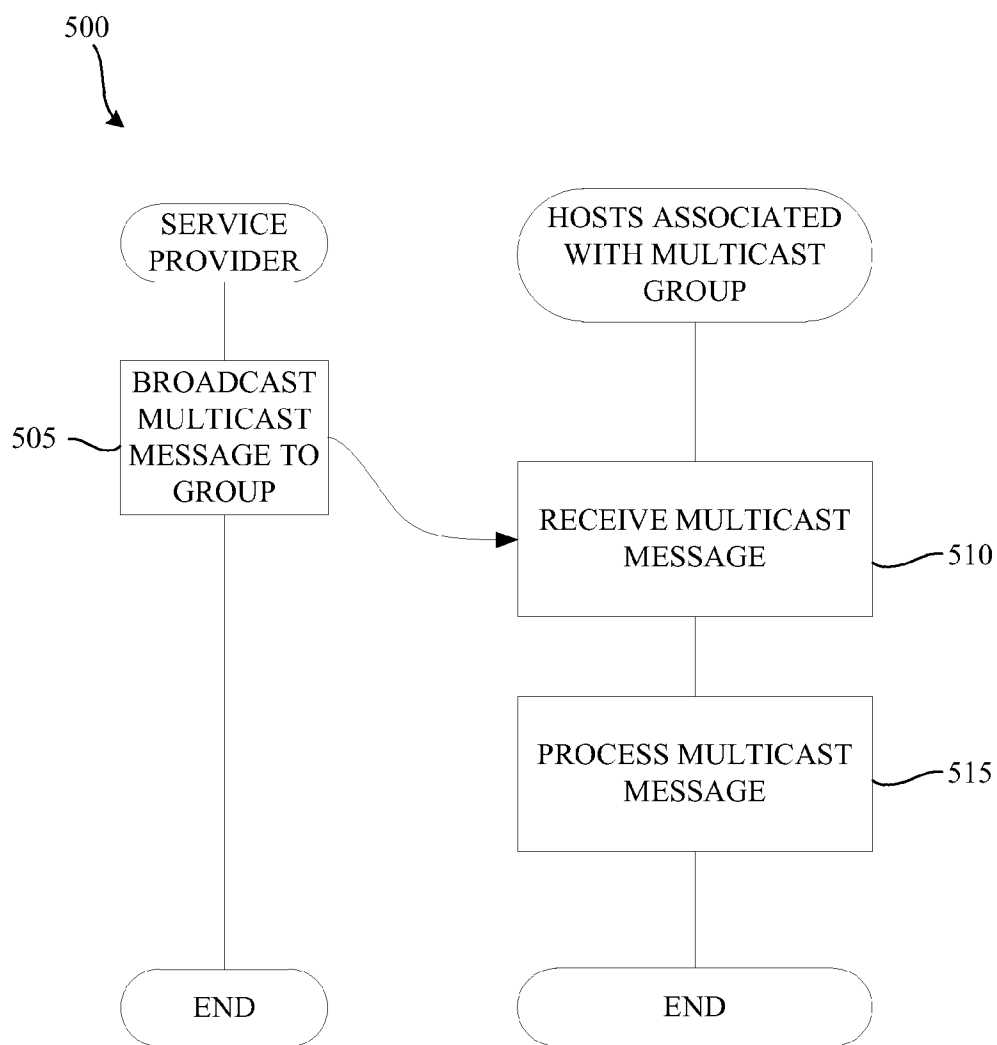 500
SERVICE
PROVIDER
HOSTS ASSOCIATED
WITH MULTICAST
GROUP
BROADCAST
MULTICAST
MESSAGE TO
GROUP
505
RECEIVE MULTICAST
MESSAGE
510
PROCESS MULTICAST
MESSAGE
515
END
END